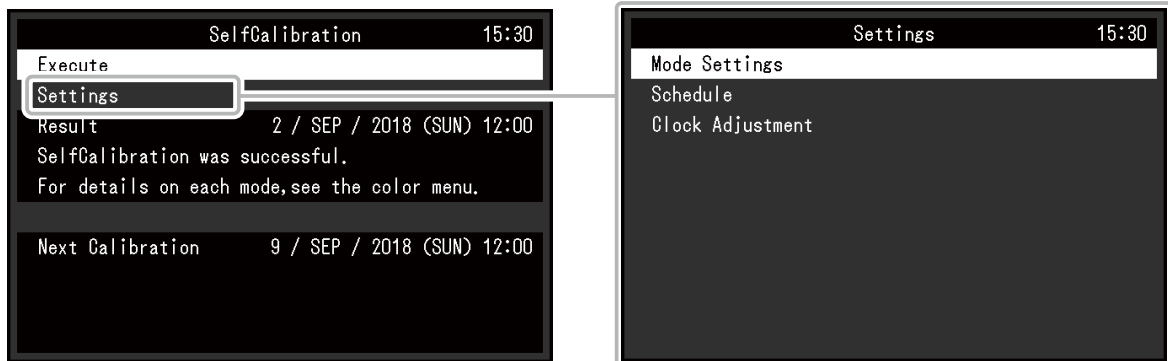 SelfCalibration 15:30
Execute
Settings
Result 2 / SEP / 2018 (SUN) 12:00
SelfCalibration was successful.
For details on each mode,see the color menu.
Next Calibration 9 / SEP / 2018 (SUN) 12:00
Settings 15:30
Mode Settings
Schedule
Clock Adjustment